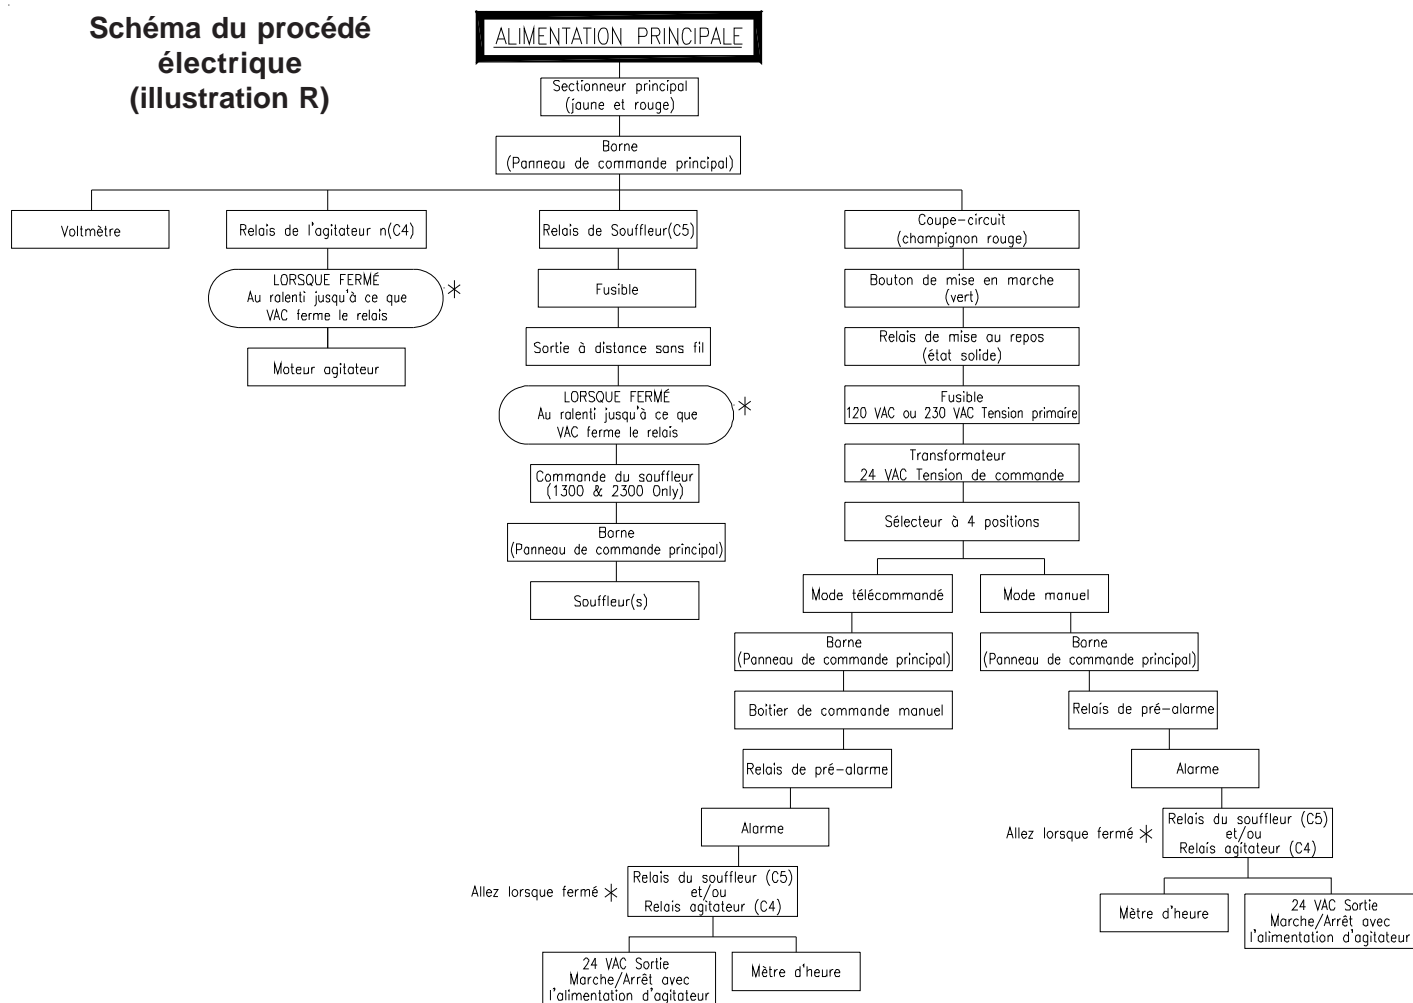 Schéma du procédé
électrique
(illustration R)
ALIMENTATION PRINCIPALE
Sectionneur principal
(jaune et rouge)
Borne
(Panneau de commande principal)
Voltmètre
Relais de l'agitateur n(C4)
LORSQUE FERMÉ
Au ralenti jusqu'à ce que
VAC ferme le relais
*
Moteur agitateur
Relais de Souffleur(C5)
Fusible
Sortie à distance sans fil
LORSQUE FERMÉ
Au ralenti jusqu'à ce que
VAC ferme le relais
*
Commande du souffleur
(1300 & 2300 Only)
Borne
(Panneau de commande principal)
Souffleur(s)
Coupe-circuit
(champignon rouge)
Bouton de mise en marche
(vert)
Relais de mise au repos
(état solide)
Fusible
120 VAC ou 230 VAC Tension primaire
Transformateur
24 VAC Tension de commande
Sélecteur à 4 positions
Mode télécommandé
Borne
(Panneau de commande principal)
Boitier de commande manuel
Relais de pré-alarme
Alarme
Allez lorsque fermé *
Relais du souffleur (C5)
et/ou
Relais agitateur (C4)
24 VAC Sortie
Marche/Arrêt avec
l'alimentation d'agitateur
Mètre d'heure
Mode manuel
Borne
(Panneau de commande principal)
Relais de pré-alarme
Alarme
Allez lorsque fermé *
Relais du souffleur (C5)
et/ou
Relais agitateur (C4)
Mètre d'heure
24 VAC Sortie
Marche/Arrêt avec
l'alimentation d'agitateur